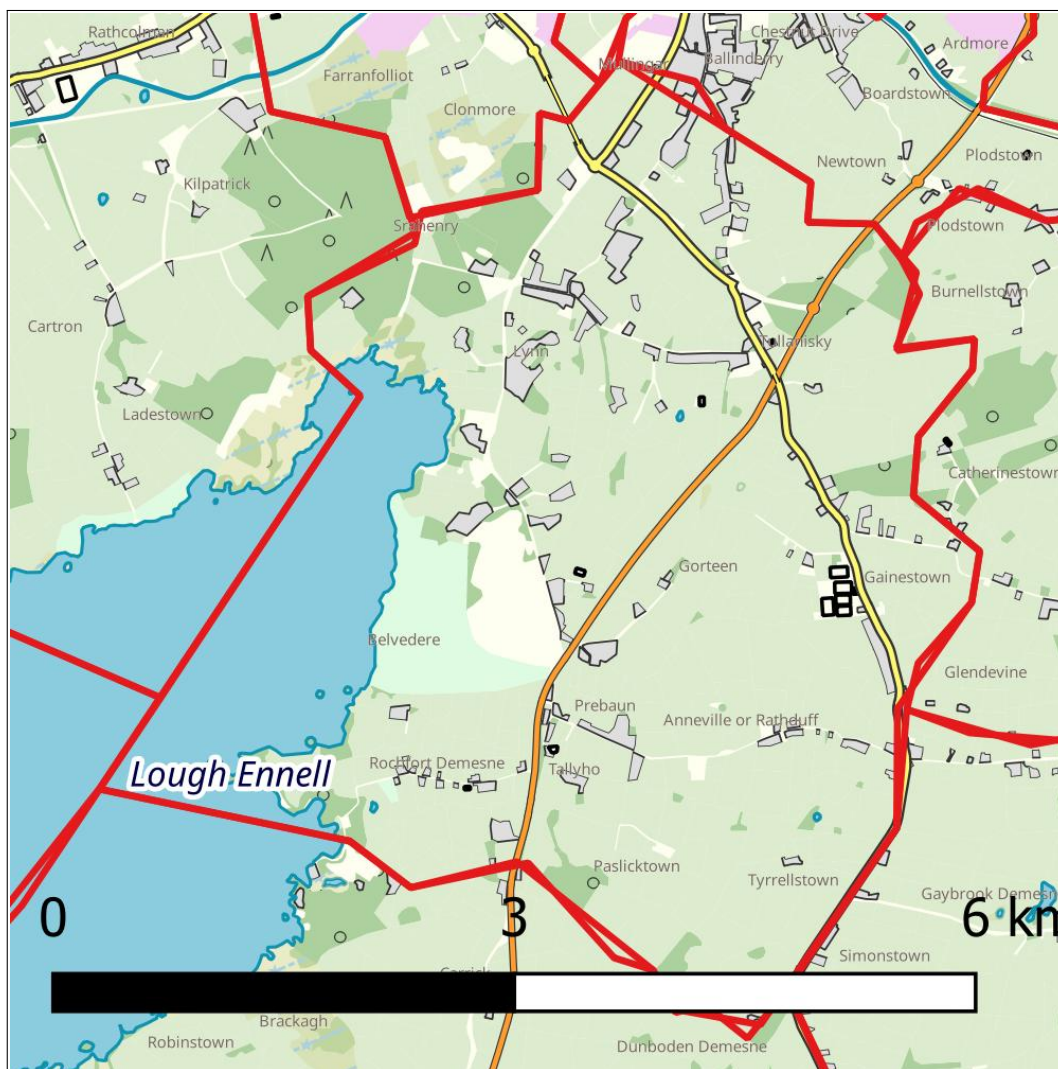 Rathcolman
Chestnut Drive
Ardmore
Ballinderry
Mullingar
Farranfolliot
Boardstown
Clonmore
Newtown
Plodstown
Kilpatrick
Srahenry
Plodstown
Burnellstown
Cartron
Tullanisky
Lynn
Ladestown
Catherinestown
Gorteen
Gainestown
Belvedere
Glendevine
Prebaun
Anneville or Rathduff
Rochfort Demesne
Tallyho
Lough Ennell
Paslicktown
Tyrrellstown
Gaybrook Demesne
0 3 6 km
Simonstown
Carrick
Brackagh
Robinstown
Dunboden Demesne